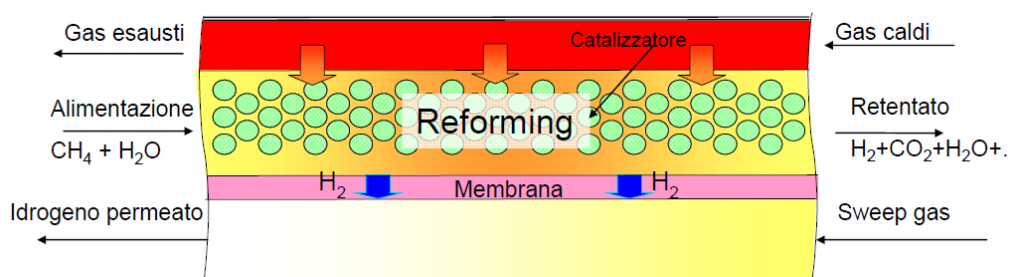 Gas esausti
Catalizzatore
Gas caldi
Alimentazione
CH₄ + H₂O
Reforming
Retentato
H₂+CO₂+H₂O+.
H₂
Membrana
H₂
Idrogeno permeato
Sweep gas